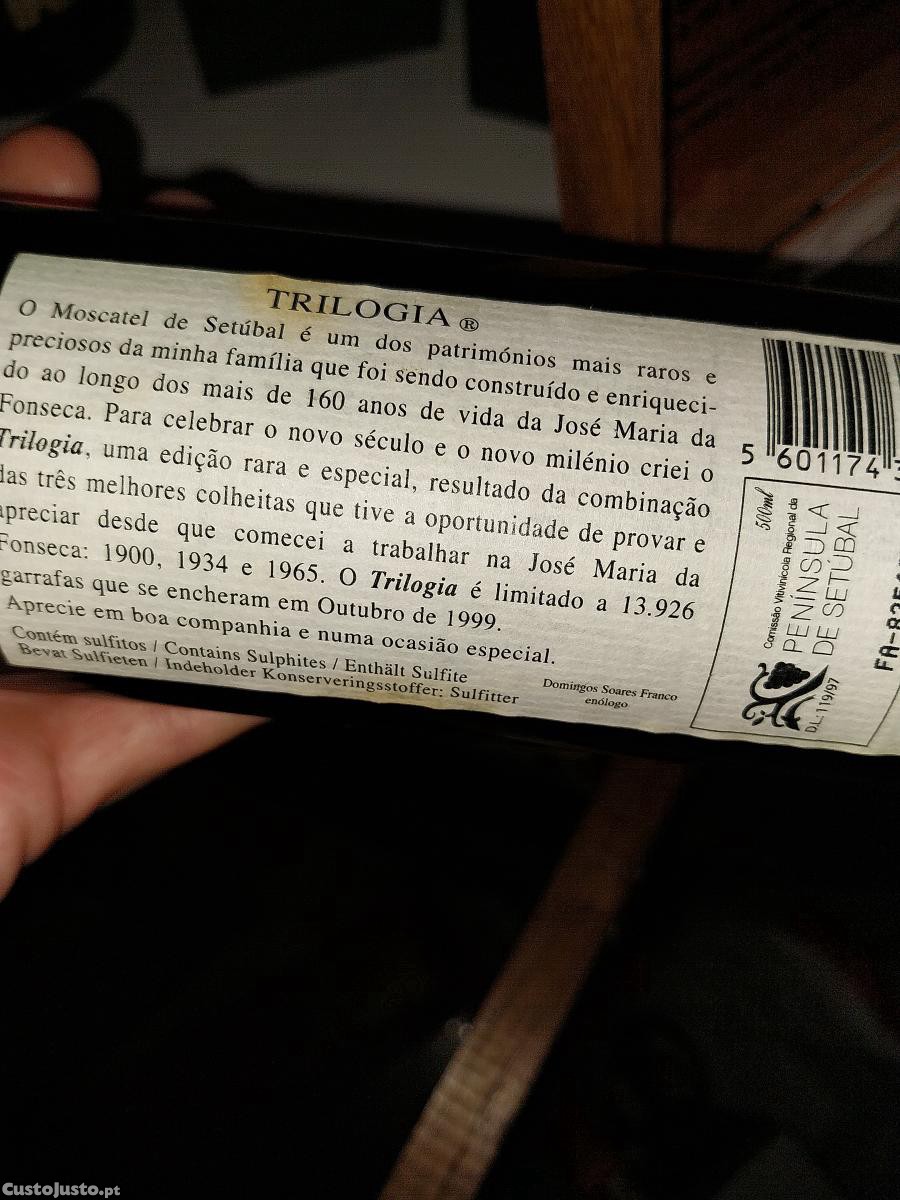 TRILOGIA ®
O Moscatel de Setúbal é um dos patrimónios mais raros e
preciosos da minha família que foi sendo construído e enriqueci-
do ao longo dos mais de 160 anos de vida da José Maria da
Fonseca. Para celebrar o novo século e o novo milénio criei o
Trilogia, uma edição rara e especial, resultado da combinação
das três melhores colheitas que tive a oportunidade de provar e
apreciar desde que comecei a trabalhar na José Maria da
Fonseca: 1900, 1934 e 1965. O Trilogia é limitado a 13.926
garrafas que se encheram em Outubro de 1999.
Aprecie em boa companhia e numa ocasião especial.
Contém sulfitos / Contains Sulphites / Enthält Sulfite
Bevat Sulfieten / Indeholder Konserveringsstoffer: Sulfitter
Domingos Soares Franco
enólogo
5 601174
500ml
Comissão Vitivinícola Regional da
PENÍNSULA
DE SETÚBAL
D.L.: 119/97
CustoJusto.pt